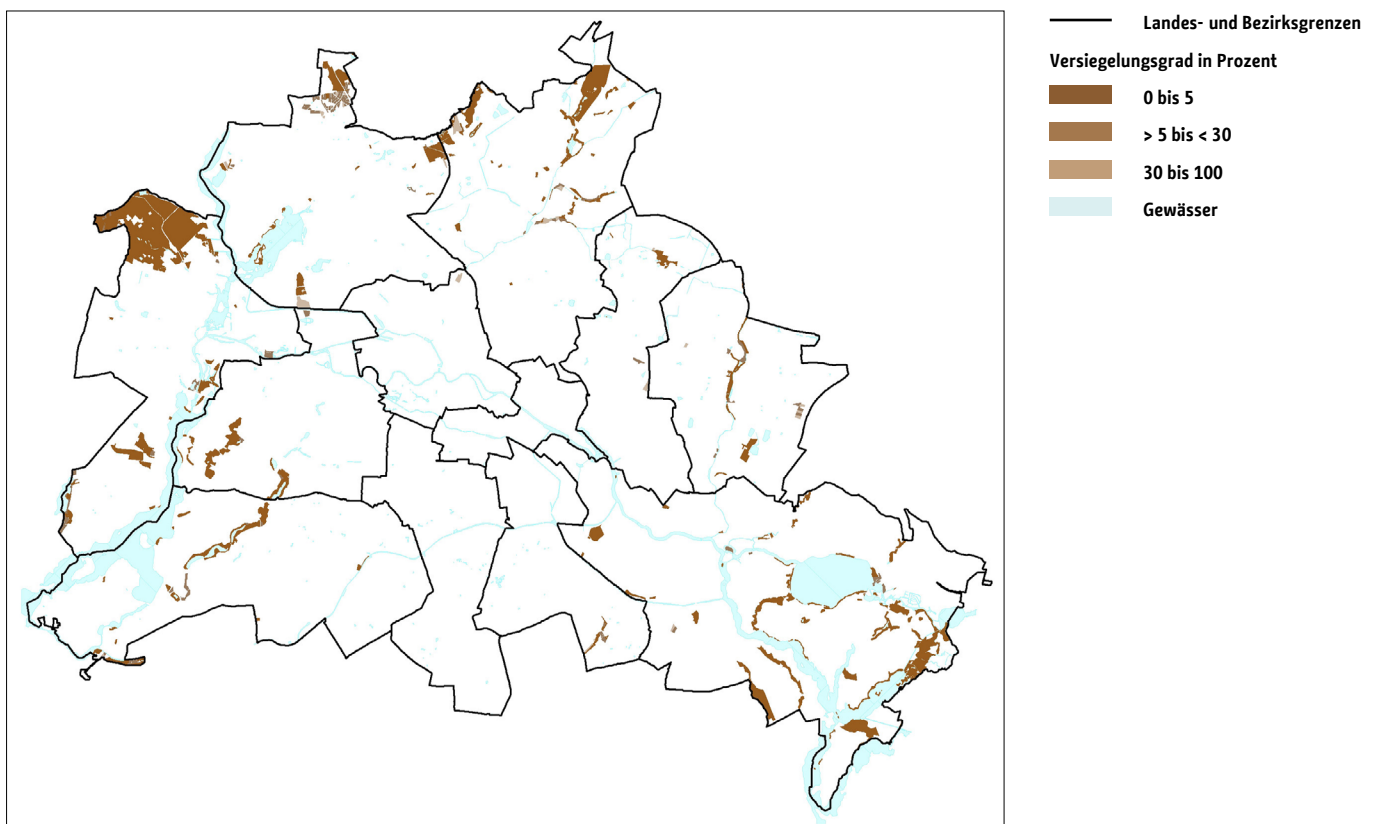 Landes- und Bezirksgrenzen
Versiegelungsgrad in Prozent
0 bis 5
> 5 bis < 30
30 bis 100
Gewässer